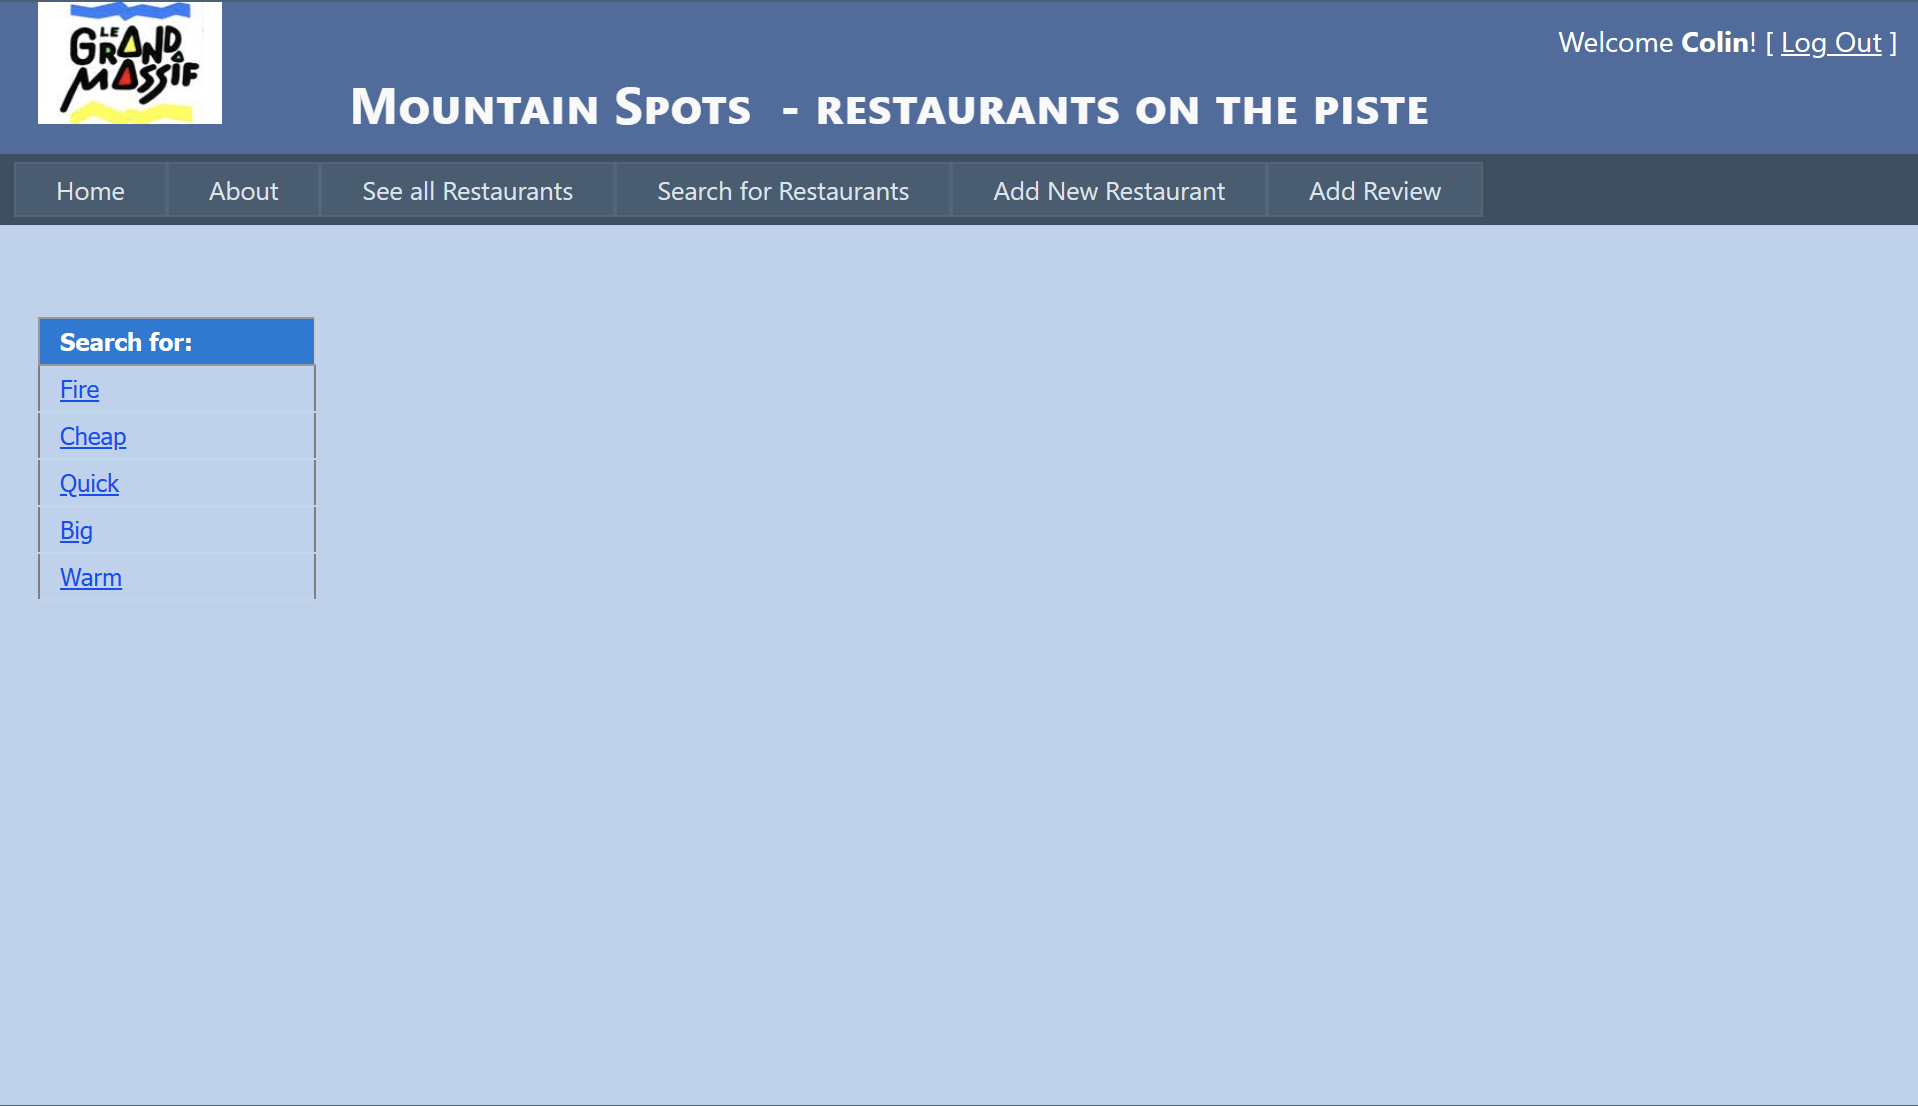 LE
GRAND
MASSIF
Welcome Colin! [ Log Out ]
Mountain Spots - restaurants on the piste
Home About See all Restaurants Search for Restaurants Add New Restaurant Add Review
Search for:
Fire
Cheap
Quick
Big
Warm